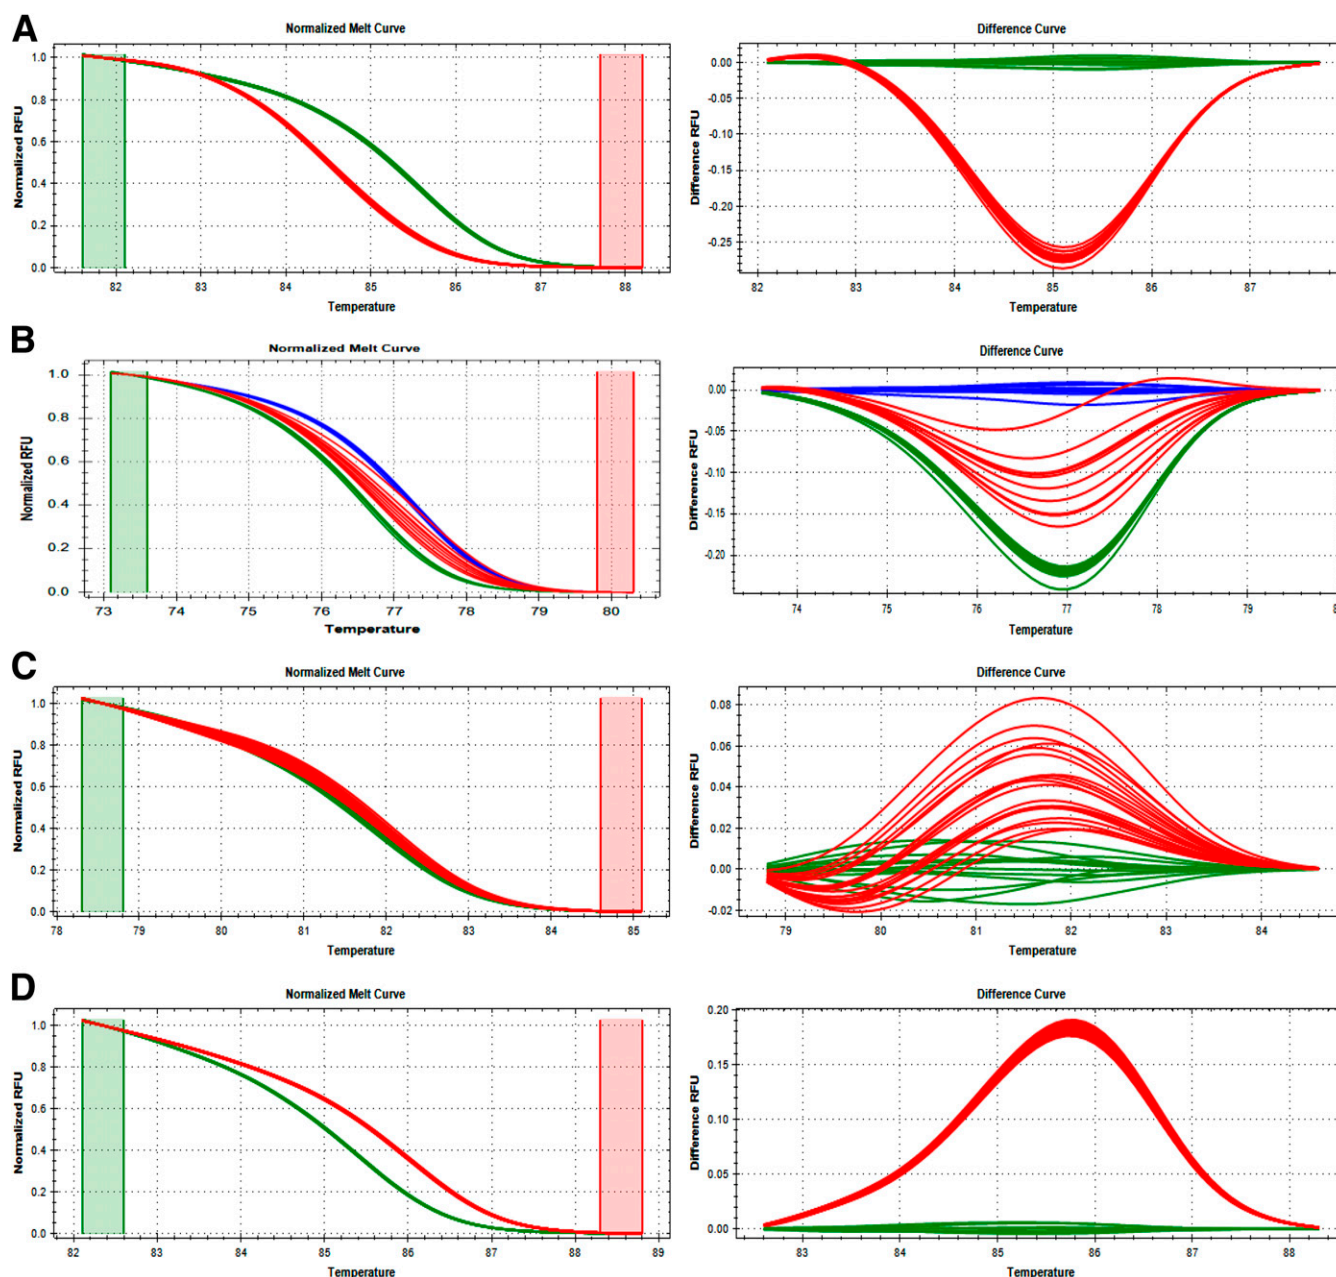 A
Normalized Melt Curve
Normalized RFU
1.0
0.8
0.6
0.4
0.2
0.0
82 83 84 85 86 87 88
Temperature
Difference Curve
Difference RFU
0.00
-0.05
-0.10
-0.15
-0.20
-0.25
82 83 84 85 86 87
Temperature
B
Normalized Melt Curve
Normalized RFU
1.0
0.8
0.6
0.4
0.2
0.0
73 74 75 76 77 78 79 80
Temperature
Difference Curve
Difference RFU
0.00
-0.05
-0.10
-0.15
-0.20
74 75 76 77 78 79
Temperature
C
Normalized Melt Curve
Normalized RFU
1.0
0.8
0.6
0.4
0.2
0.0
78 79 80 81 82 83 84 85
Temperature
Difference Curve
Difference RFU
0.08
0.06
0.04
0.02
0.00
-0.02
79 80 81 82 83 84
Temperature
D
Normalized Melt Curve
Normalized RFU
1.0
0.8
0.6
0.4
0.2
0.0
82 83 84 85 86 87 88 89
Temperature
Difference Curve
Difference RFU
0.20
0.15
0.10
0.05
0.00
83 84 85 86 87 88
Temperature